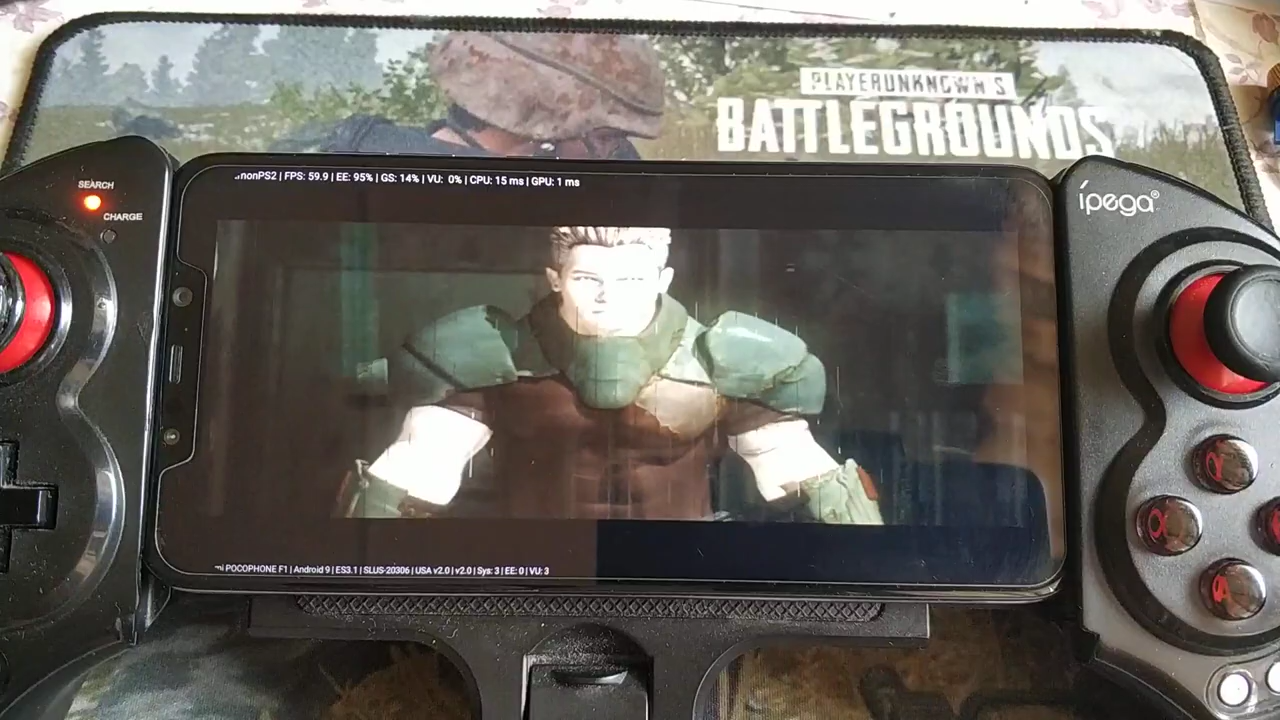 PLAYERUNKNOWN'S
BATTLEGROUNDS
SEARCH
CHARGE
ípega®
nonPS2 | FPS: 59.9 | EE: 95% | GS: 14% | VU: 0% | CPU: 15 ms | GPU: 1 ms
POCOPHONE F1 | Android 9 | ES3.1 | SLUS-20306 | USA v2.0 | v2.0 | Sys: 3 | EE: 0 | VU: 3